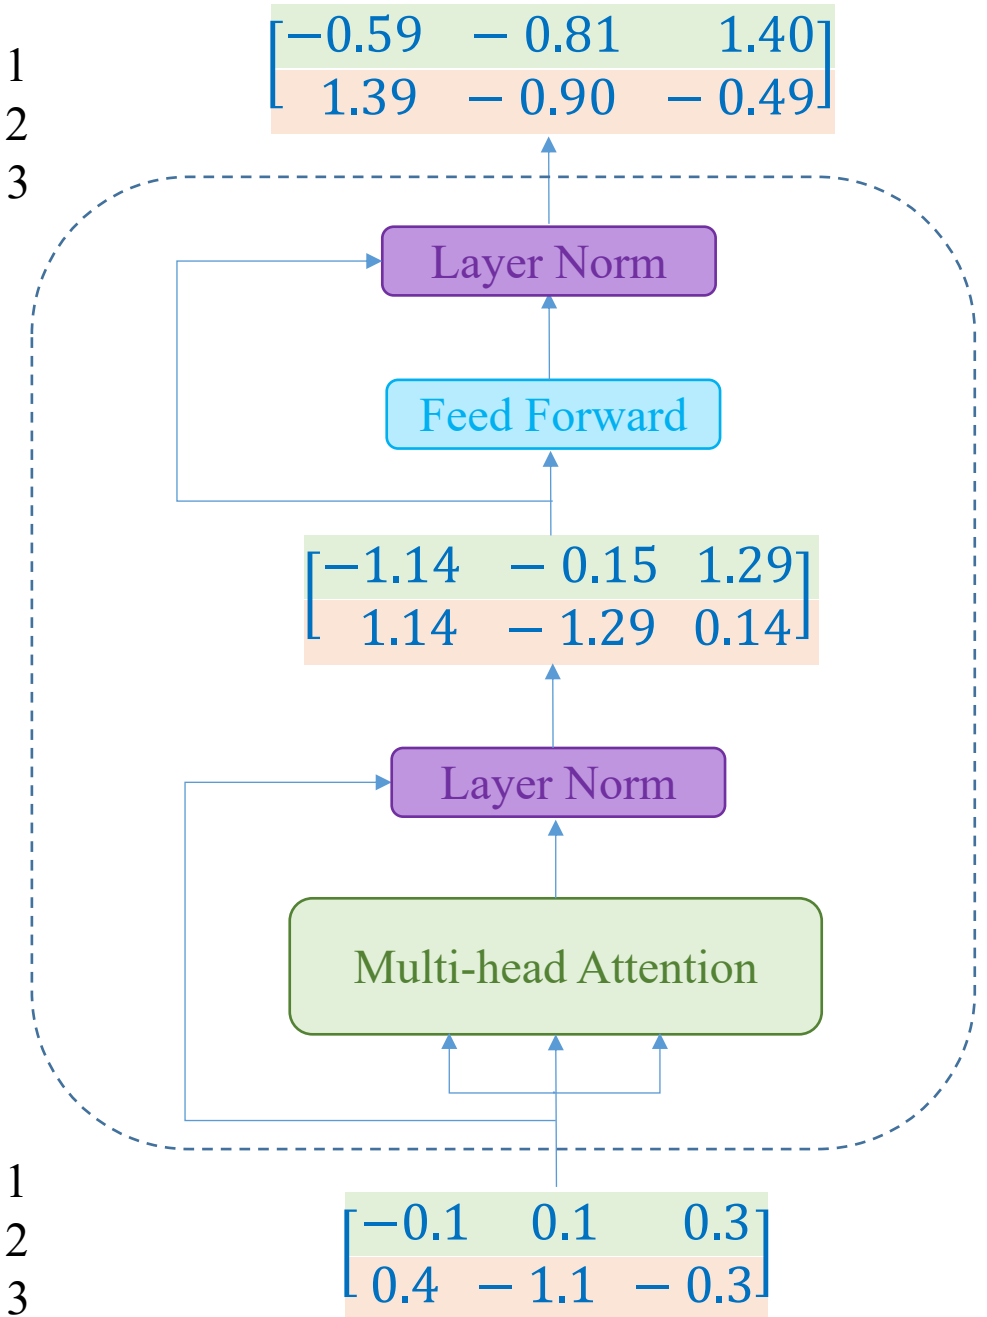 −0.59 − 0.81 1.40
1
1.39 − 0.90 − 0.49
2
3
Layer Norm
Feed Forward
−1.14 − 0.15 1.29
1.14 − 1.29 0.14
Layer Norm
Multi-head Attention
1
−0.1 0.1 0.3
2
0.4 − 1.1 − 0.3
3